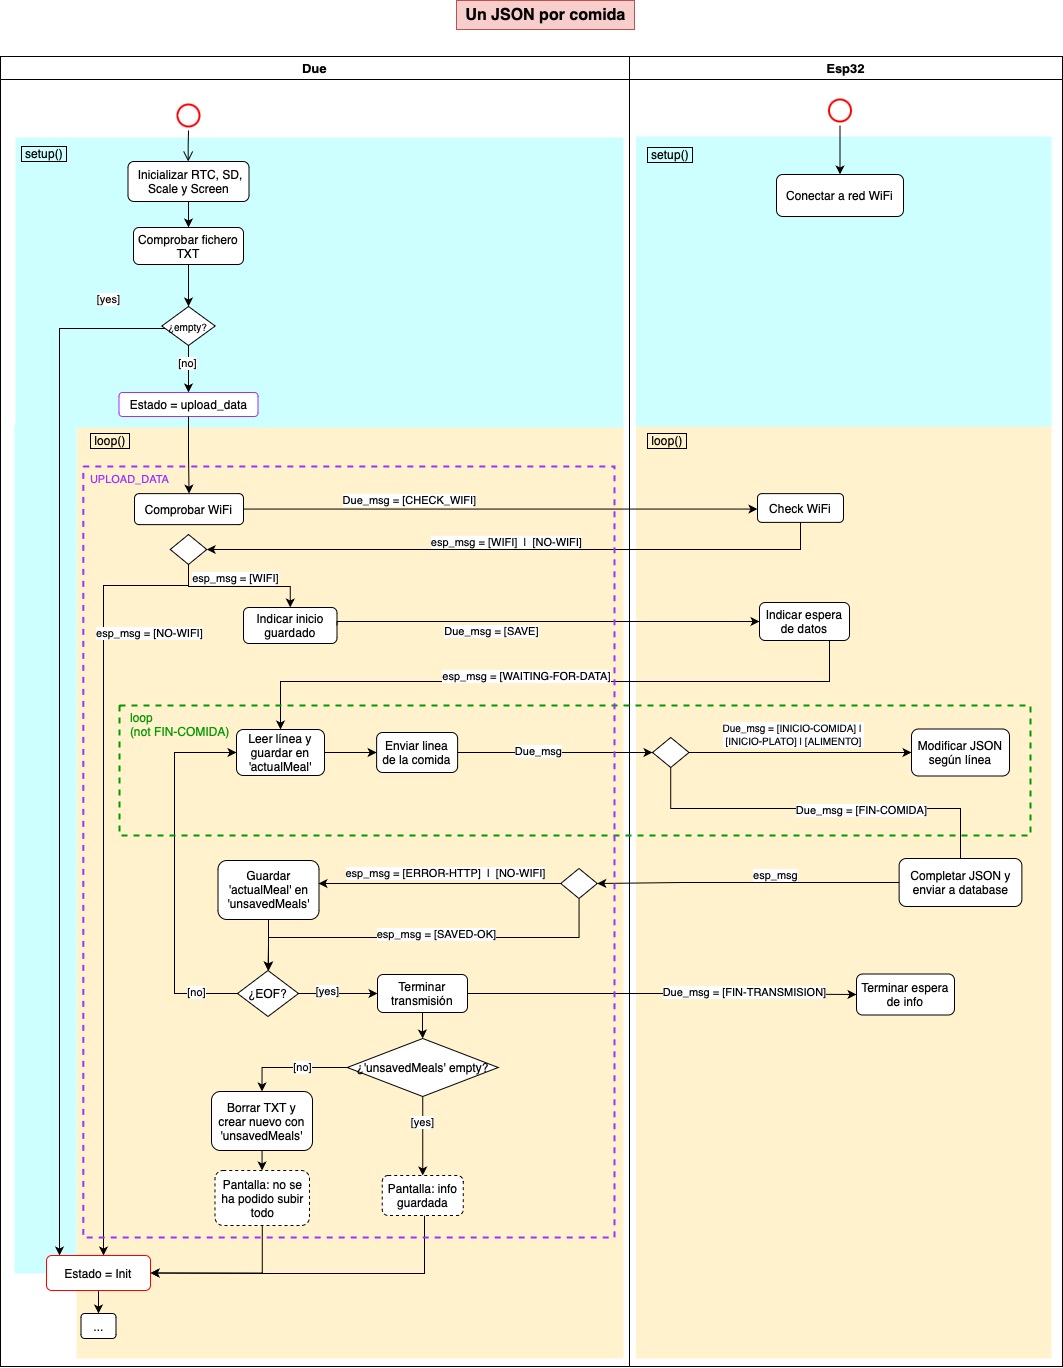 Un JSON por comida
Due
Esp32
setup()
setup()
Inicializar RTC, SD,
Scale y Screen
Conectar a red WiFi
Comprobar fichero
TXT
[yes]
¿empty?
[no]
Estado = upload_data
loop()
loop()
UPLOAD_DATA
Comprobar WiFi
Due_msg = [CHECK_WIFI]
Check WiFi
esp_msg = [WIFI] | [NO-WIFI]
esp_msg = [WIFI]
Indicar inicio
guardado
Indicar espera
de datos
esp_msg = [NO-WIFI]
Due_msg = [SAVE]
esp_msg = [WAITING-FOR-DATA]
loop
(not FIN-COMIDA)
Leer línea y
guardar en
'actualMeal'
Enviar linea
de la comida
Due_msg
Due_msg = [INICIO-COMIDA] |
[INICIO-PLATO] | [ALIMENTO]
Modificar JSON
según línea
Due_msg = [FIN-COMIDA]
Guardar
'actualMeal' en
'unsavedMeals'
esp_msg = [ERROR-HTTP] | [NO-WIFI]
esp_msg
Completar JSON y
enviar a database
esp_msg = [SAVED-OK]
[no]
¿EOF?
[yes]
Terminar
transmisión
Due_msg = [FIN-TRANSMISION]
Terminar espera
de info
[no]
¿'unsavedMeals' empty?
Borrar TXT y
crear nuevo con
'unsavedMeals'
[yes]
Pantalla: no se
ha podido subir
todo
Pantalla: info
guardada
Estado = Init
...